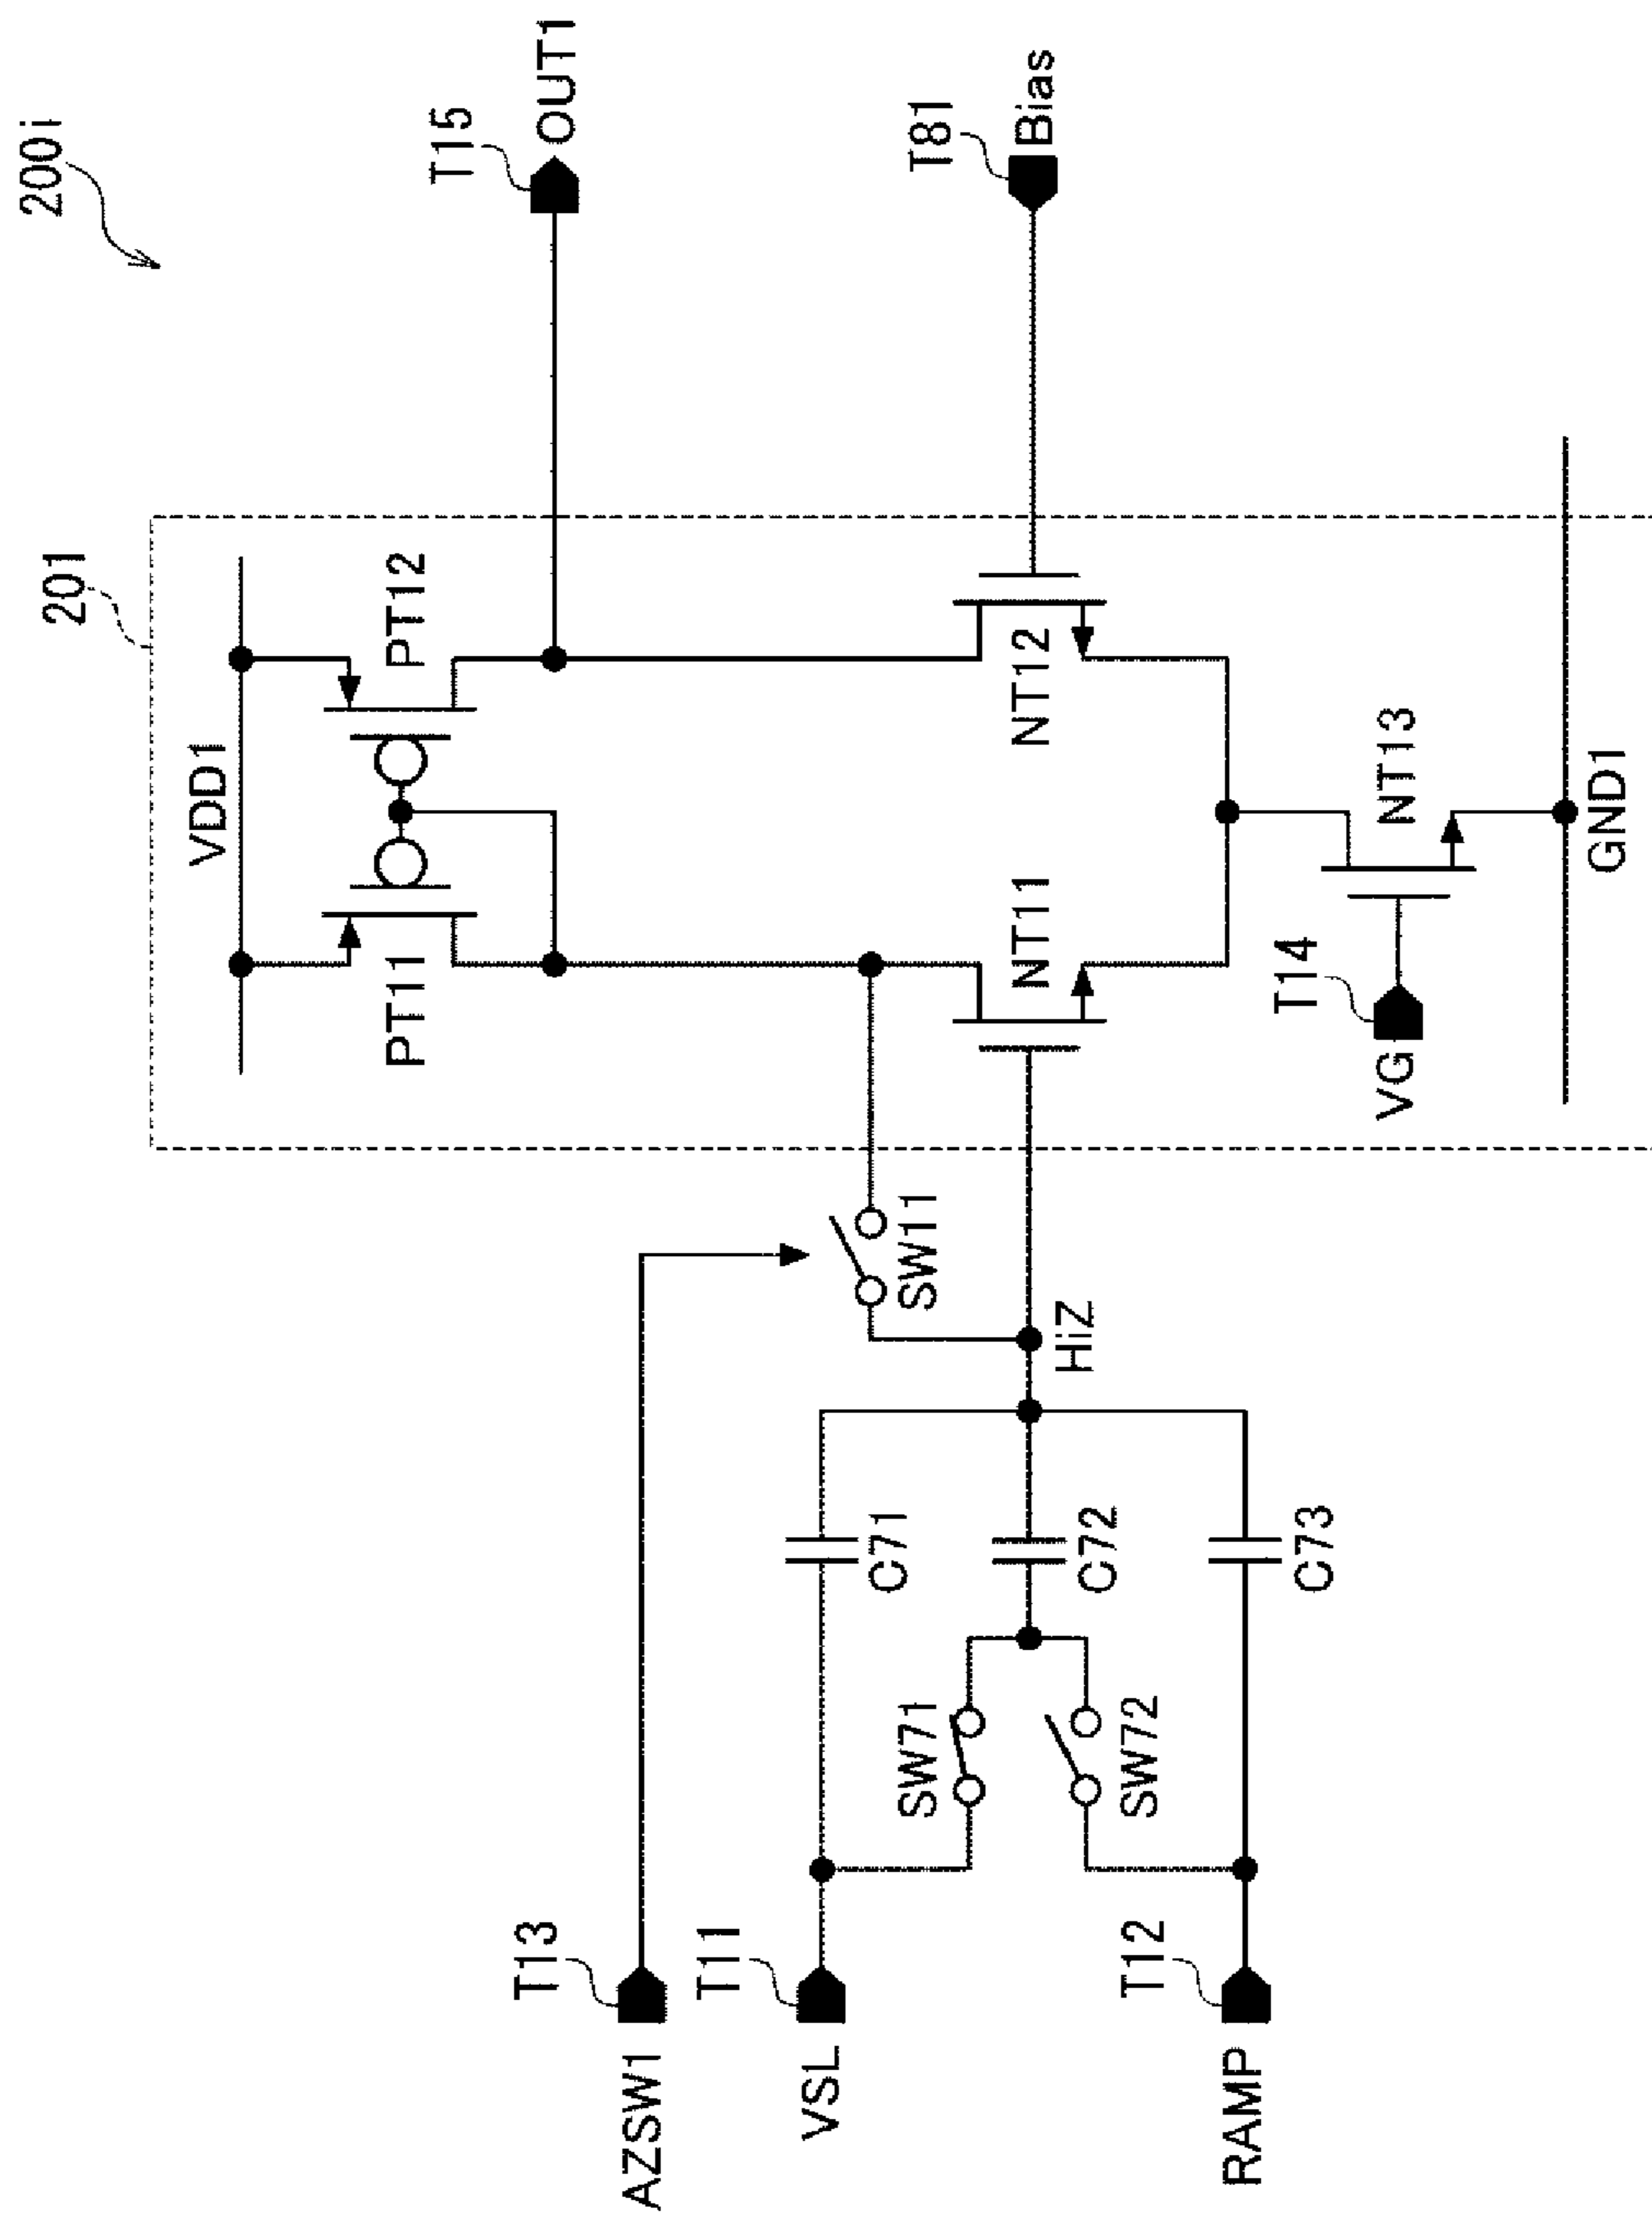 200i
201
VDD1
PT11
PT12
T15
OUT1
T13
AZSW1
SW11
T11
VSL
C71
SW71
C72
SW72
HiZ
NT11
NT12
T81
Bias
T12
RAMP
C73
T14
VG
NT13
GND1